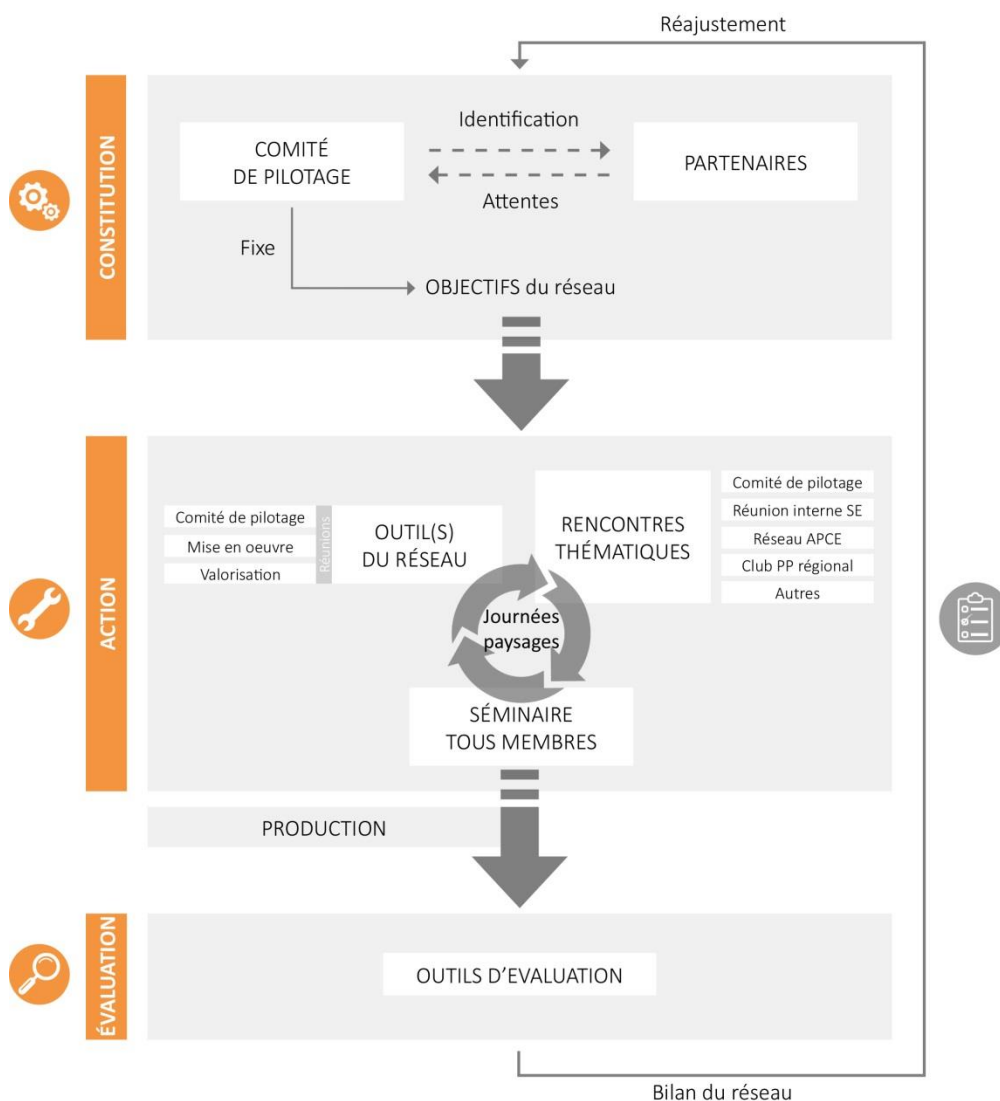 Réajustement
CONSTITUTION
COMITÉ
DE PILOTAGE
Identification
Attentes
PARTENAIRES
Fixe
OBJECTIFS du réseau
ACTION
Comité de pilotage
Mise en oeuvre
Valorisation
Réunions
OUTIL(S)
DU RÉSEAU
RENCONTRES
THÉMATIQUES
Comité de pilotage
Réunion interne SE
Réseau APCE
Club PP régional
Autres
Journées
paysages
SÉMINAIRE
TOUS MEMBRES
PRODUCTION
ÉVALUATION
OUTILS D'EVALUATION
Bilan du réseau